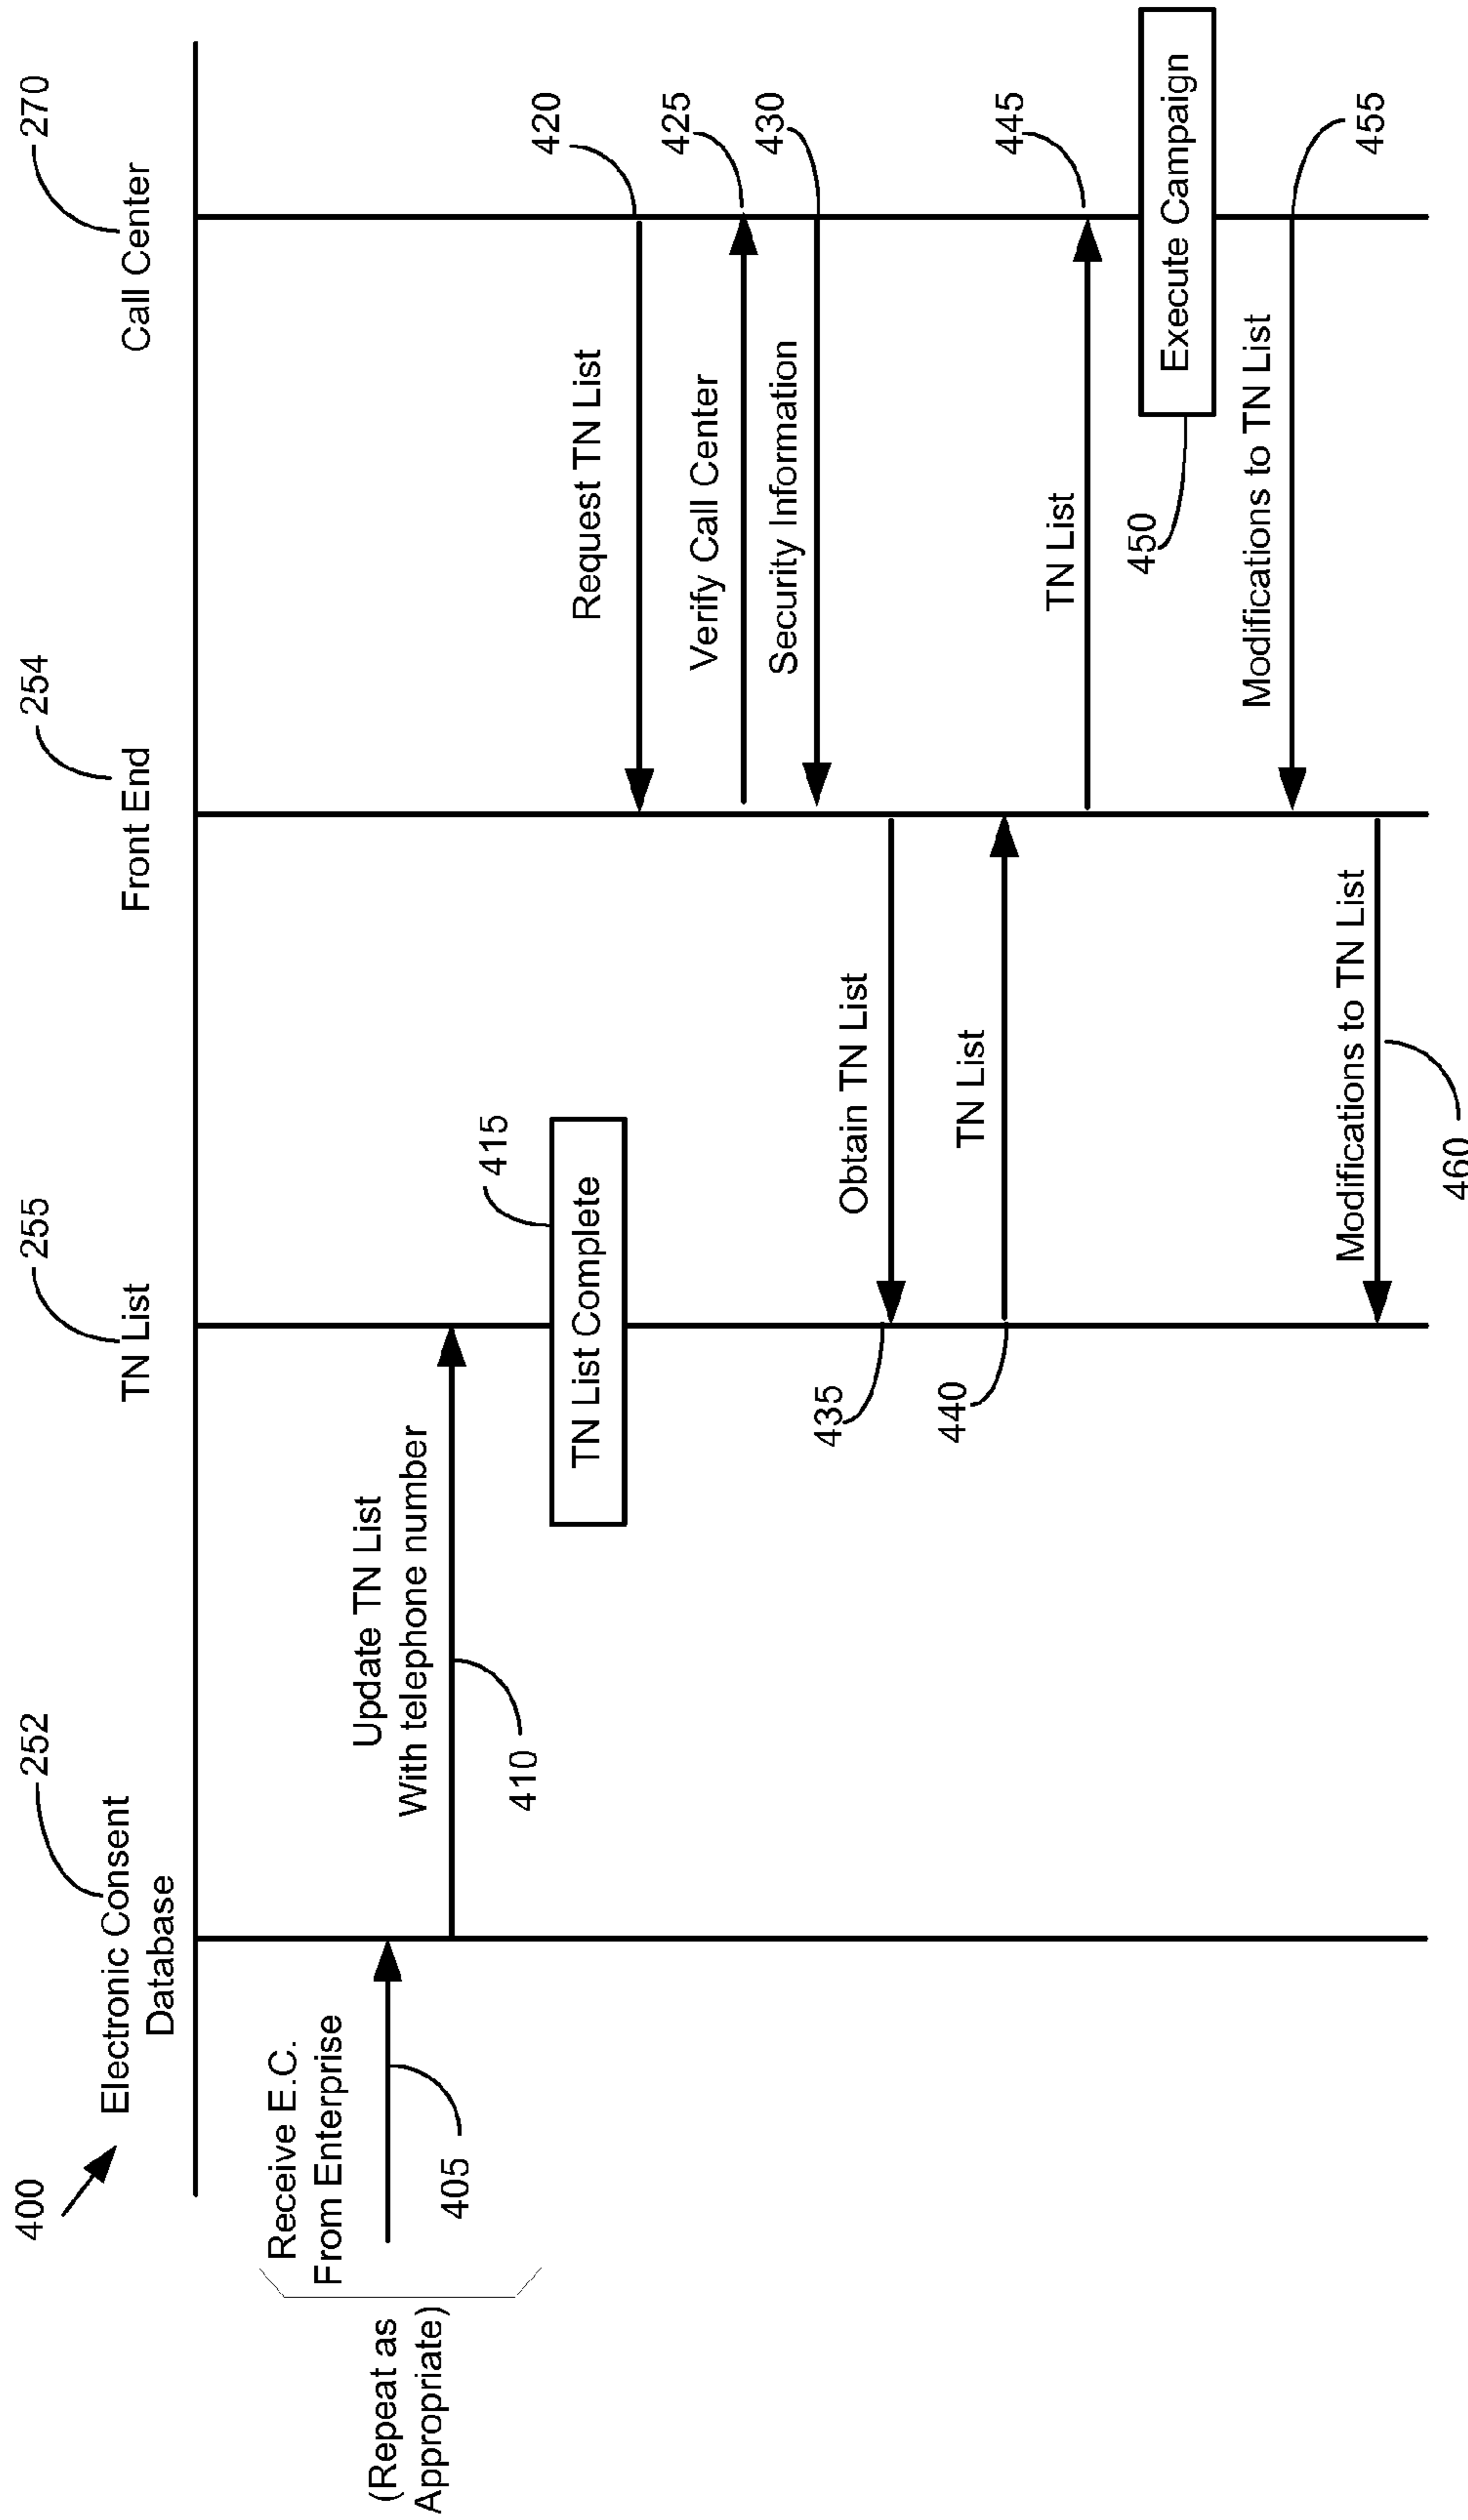 400
252
255
254
270
Electronic Consent
Database
TN List
Front End
Call Center
(Repeat as
Appropriate)
Receive E.C.
From Enterprise
405
Update TN List
With telephone number
410
TN List Complete
415
Request TN List
420
Verify Call Center
425
Security Information
430
Obtain TN List
435
TN List
440
TN List
445
Execute Campaign
450
Modifications to TN List
455
Modifications to TN List
460